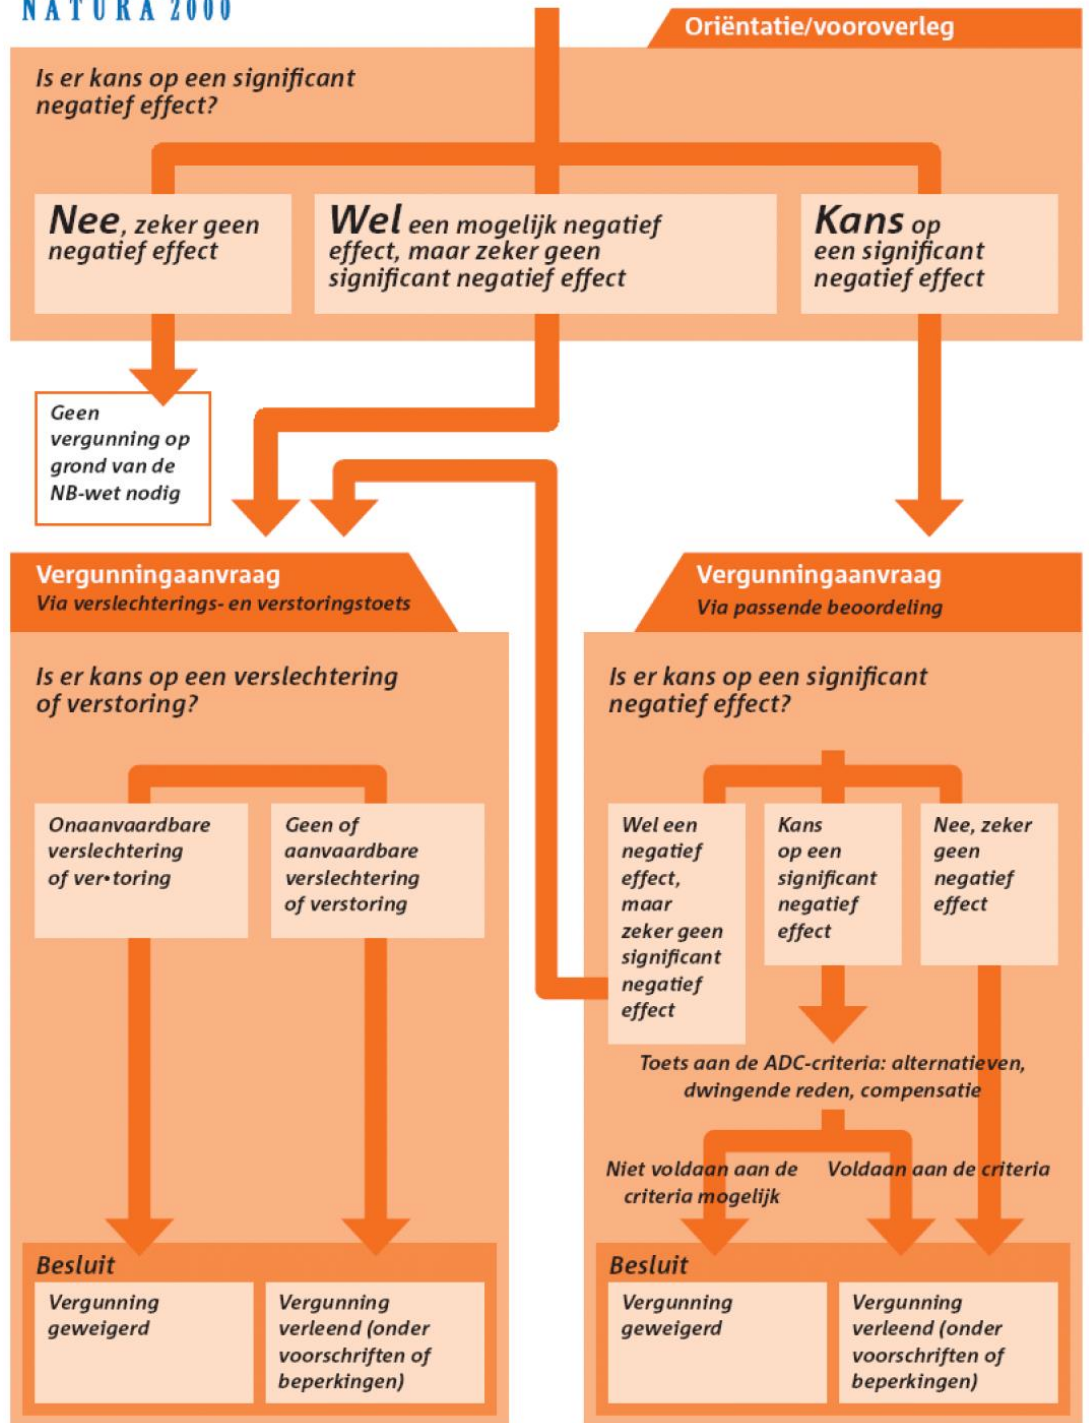 NATURA 2000
Oriëntatie/vooroverleg
Is er kans op een significant
negatief effect?
Nee, zeker geen
negatief effect
Wel een mogelijk negatief
effect, maar zeker geen
significant negatief effect
Kans op
een significant
negatief effect
Geen
vergunning op
grond van de
NB-wet nodig
Vergunningaanvraag
Via verslechterings- en verstoringstoets
Is er kans op een verslechtering
of verstoring?
Onaanvaardbare
verslechtering
of ver•toring
Geen of
aanvaardbare
verslechtering
of verstoring
Besluit
Vergunning
geweigerd
Vergunning
verleend (onder
voorschriften of
beperkingen)
Vergunningaanvraag
Via passende beoordeling
Is er kans op een significant
negatief effect?
Wel een
negatief
effect,
maar
zeker geen
significant
negatief
effect
Kans
op een
significant
negatief
effect
Nee, zeker
geen
negatief
effect
Toets aan de ADC-criteria: alternatieven,
dwingende reden, compensatie
Niet voldaan aan de
criteria mogelijk
Voldaan aan de criteria
Besluit
Vergunning
geweigerd
Vergunning
verleend (onder
voorschriften of
beperkingen)